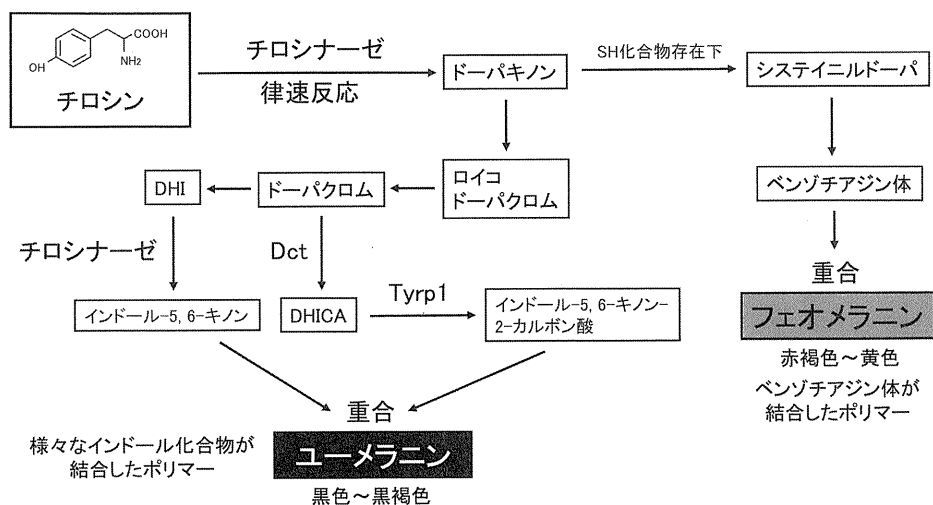 COOH
NH₂
OH
チロシン
チロシナーゼ
律速反応
ドーパキノン
SH化合物存在下
システイニルドーパ
DHI
ドーパクロム
ロイコ
ドーパクロム
ベンゾチアジン体
チロシナーゼ
Dct
Tyrp1
重合
インドール-5, 6-キノン
DHICA
インドール-5, 6-キノン-
2-カルボン酸
フェオメラニン
赤褐色～黄色
ベンゾチアジン体が
結合したポリマー
重合
様々なインドール化合物が
結合したポリマー
ユーメラニン
黒色～黒褐色